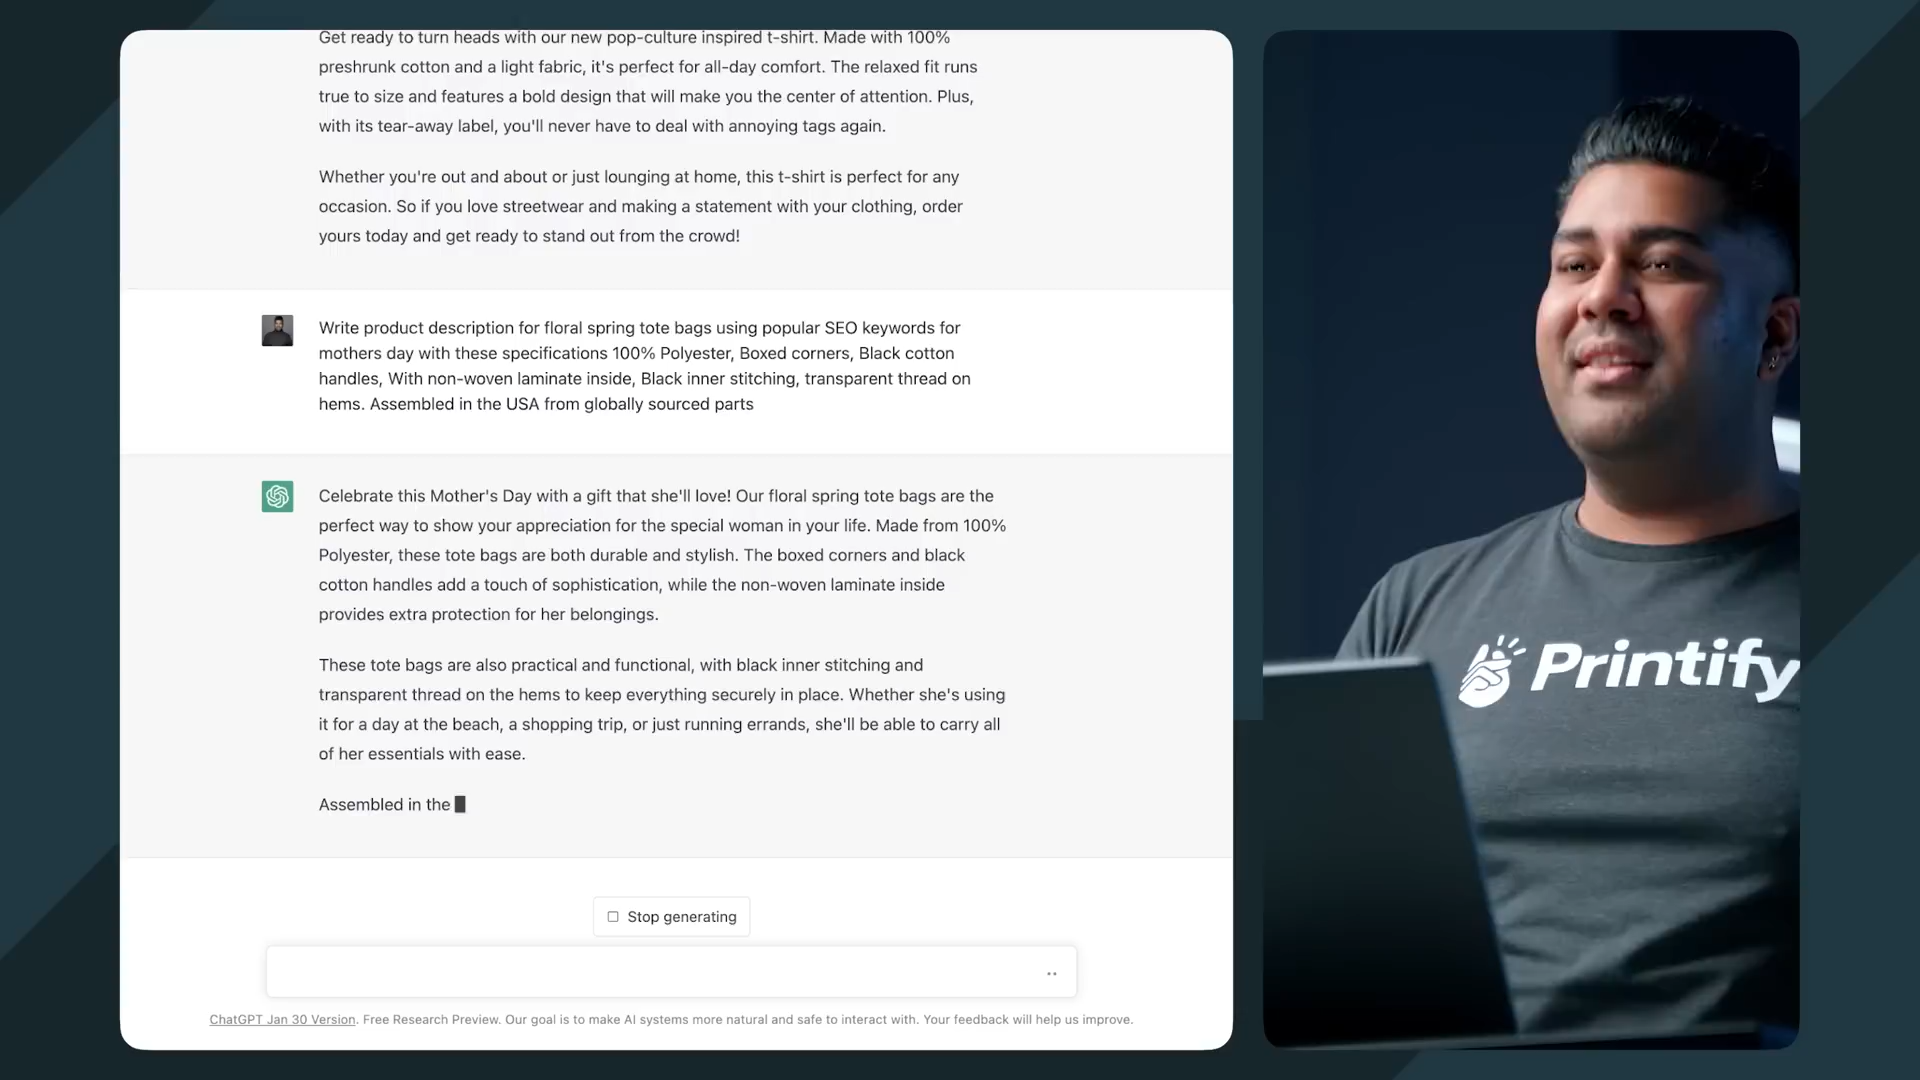 Get ready to turn heads with our new pop-culture inspired t-shirt. Made with 100%
preshrunk cotton and a light fabric, it's perfect for all-day comfort. The relaxed fit runs
true to size and features a bold design that will make you the center of attention. Plus,
with its tear-away label, you'll never have to deal with annoying tags again.
Whether you're out and about or just lounging at home, this t-shirt is perfect for any
occasion. So if you love streetwear and making a statement with your clothing, order
yours today and get ready to stand out from the crowd!
Write product description for floral spring tote bags using popular SEO keywords for
mothers day with these specifications 100% Polyester, Boxed corners, Black cotton
handles, With non-woven laminate inside, Black inner stitching, transparent thread on
hems. Assembled in the USA from globally sourced parts
Celebrate this Mother's Day with a gift that she'll love! Our floral spring tote bags are the
perfect way to show your appreciation for the special woman in your life. Made from 100%
Polyester, these tote bags are both durable and stylish. The boxed corners and black
cotton handles add a touch of sophistication, while the non-woven laminate inside
provides extra protection for her belongings.
These tote bags are also practical and functional, with black inner stitching and
transparent thread on the hems to keep everything securely in place. Whether she's using
it for a day at the beach, a shopping trip, or just running errands, she'll be able to carry all
of her essentials with ease.
Assembled in the
Stop generating
ChatGPT Jan 30 Version. Free Research Preview. Our goal is to make AI systems more natural and safe to interact with. Your feedback will help us improve.
Printify